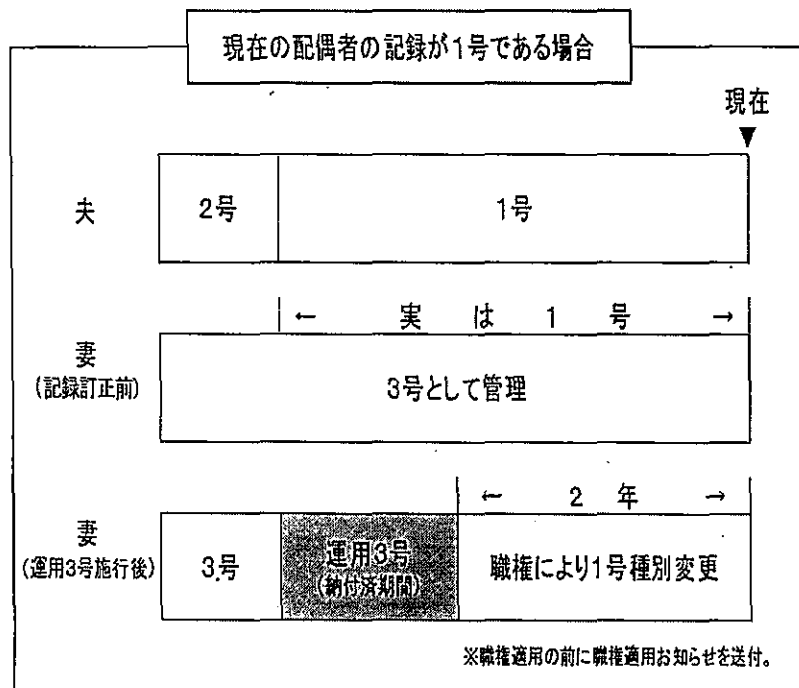 現在の配偶者の記録が1号である場合
現在
▼
夫
2号
1号
← 実は1号 →
妻
(記録訂正前)
3号として管理
← 2年 →
妻
(運用3号施行後)
3号
運用3号
(納付済期間)
職権により1号種別変更
※職権適用の前に職権適用お知らせを送付。